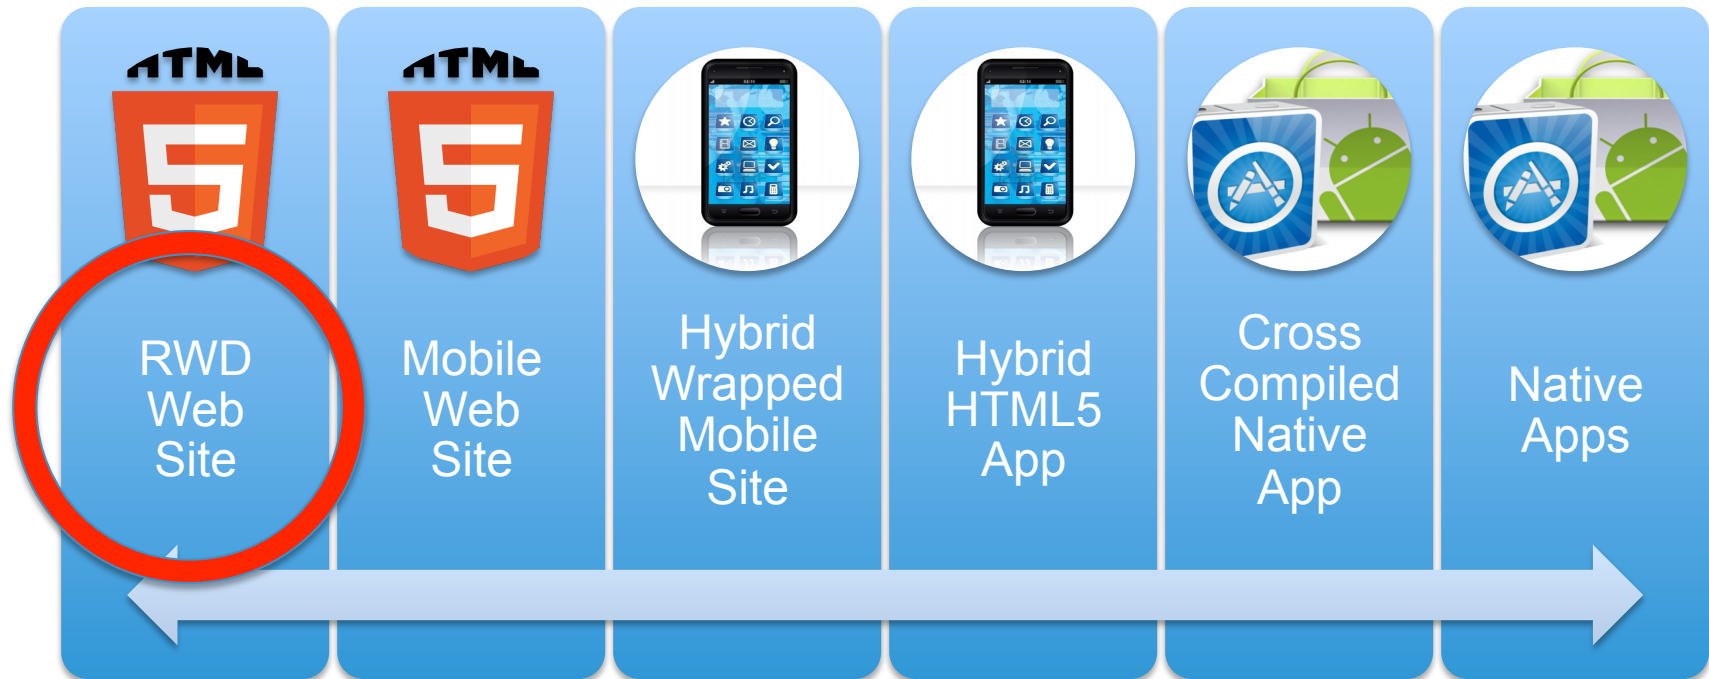 HTML
HTML
RWD
Web
Site
Mobile
Web
Site
Hybrid
Wrapped
Mobile
Site
Hybrid
HTML5
App
Cross
Compiled
Native
App
Native
Apps